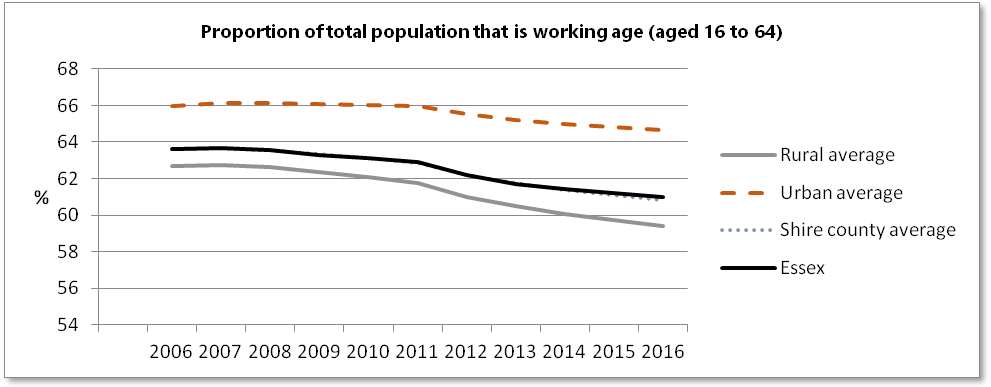 Proportion of total population that is working age (aged 16 to 64)
68
66
64
62
60
58
56
54
%
2006 2007 2008 2009 2010 2011 2012 2013 2014 2015 2016
Rural average
Urban average
Shire county average
Essex